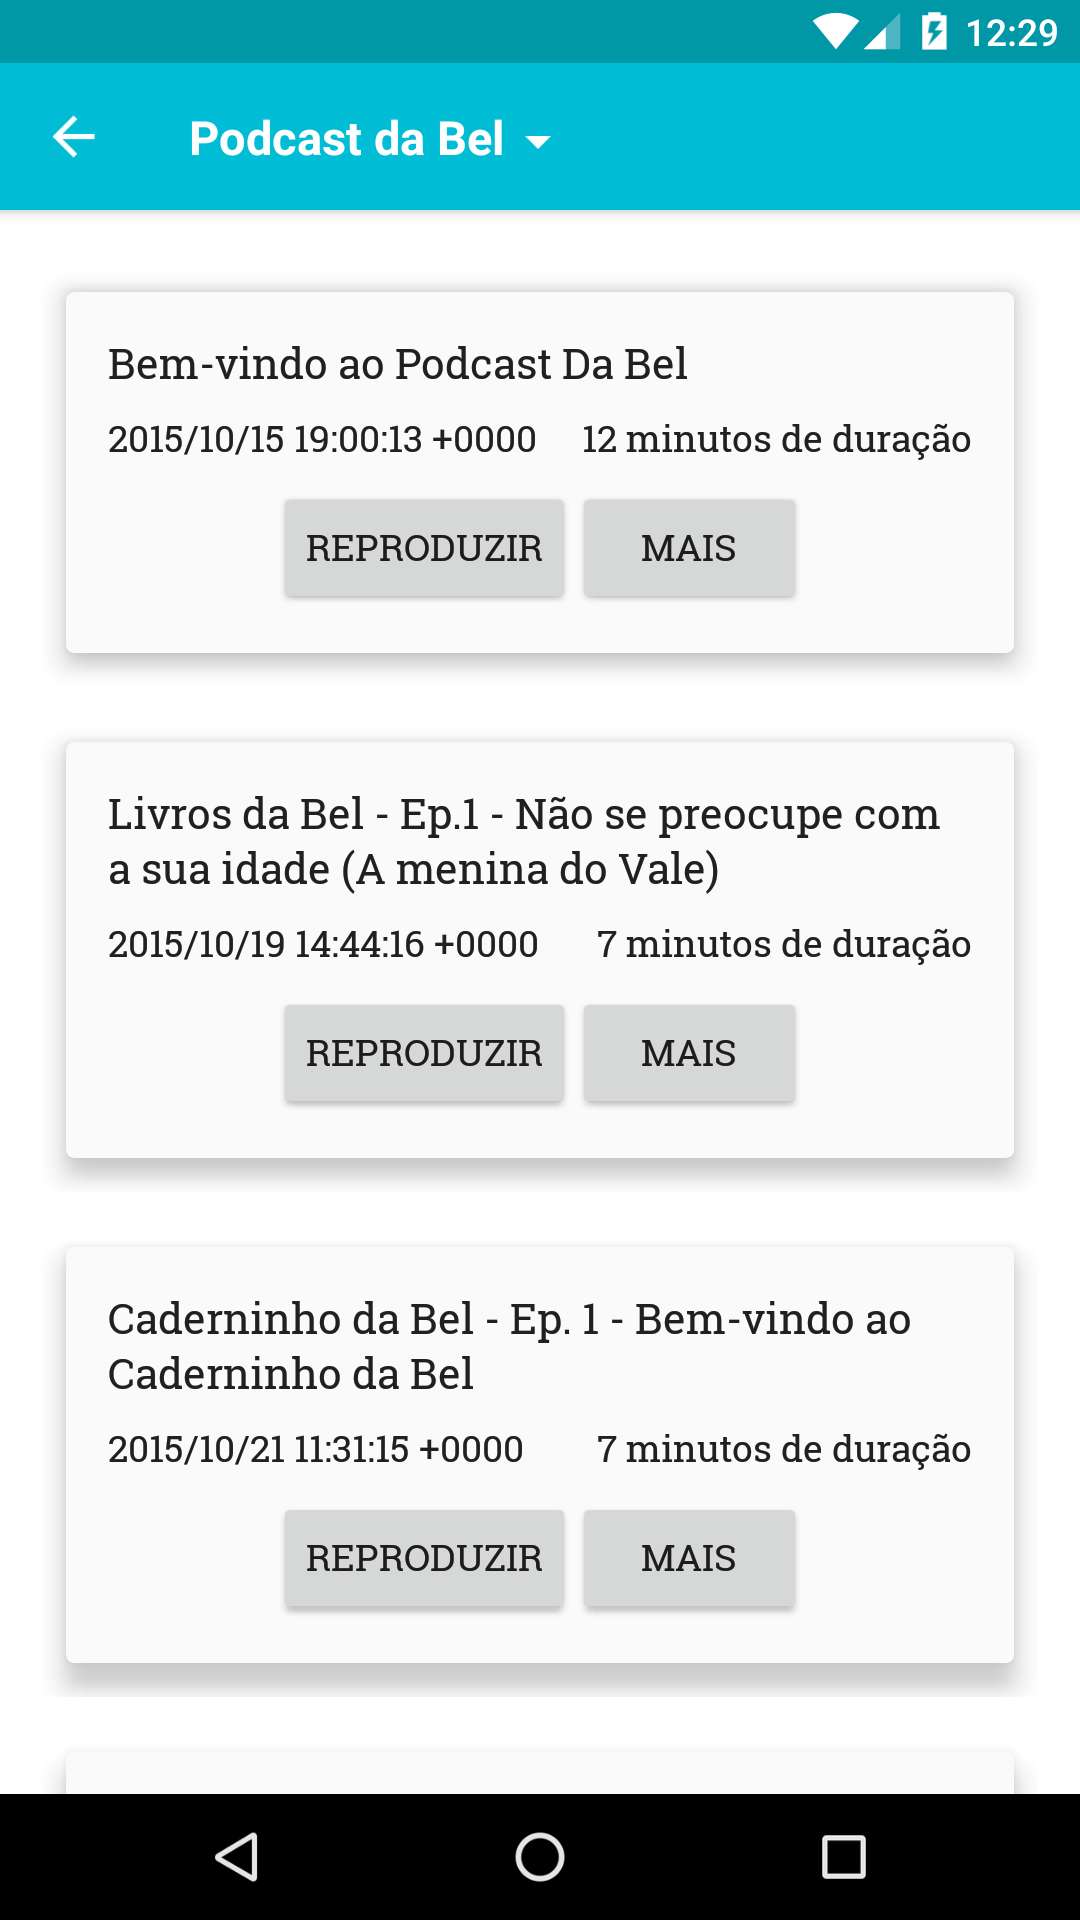 12:29
Podcast da Bel
Bem-vindo ao Podcast Da Bel
2015/10/15 19:00:13 +0000 12 minutos de duração
REPRODUZIR MAIS
Livros da Bel - Ep.1 - Não se preocupe com
a sua idade (A menina do Vale)
2015/10/19 14:44:16 +0000 7 minutos de duração
REPRODUZIR MAIS
Caderninho da Bel - Ep. 1 - Bem-vindo ao
Caderninho da Bel
2015/10/21 11:31:15 +0000 7 minutos de duração
REPRODUZIR MAIS